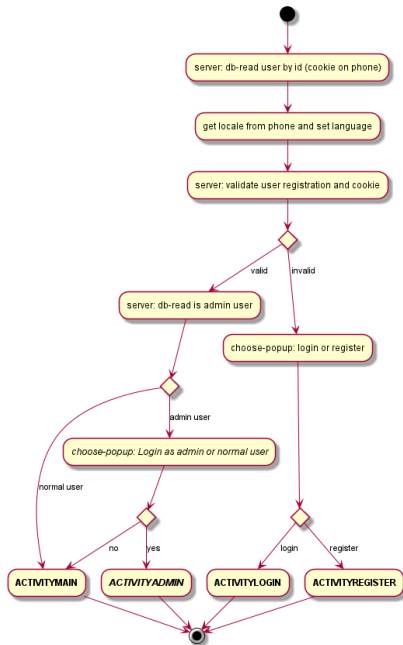 server: db-read user by id (cookie on phone)
get locale from phone and set language
server: validate user registration and cookie
valid
invalid
server: db-read is admin user
choose-popup: login or register
admin user
choose-popup: Login as admin or normal user
normal user
no
yes
login
register
ACTIVITYMAIN
ACTIVITYADMIN
ACTIVITYLOGIN
ACTIVITYREGISTER